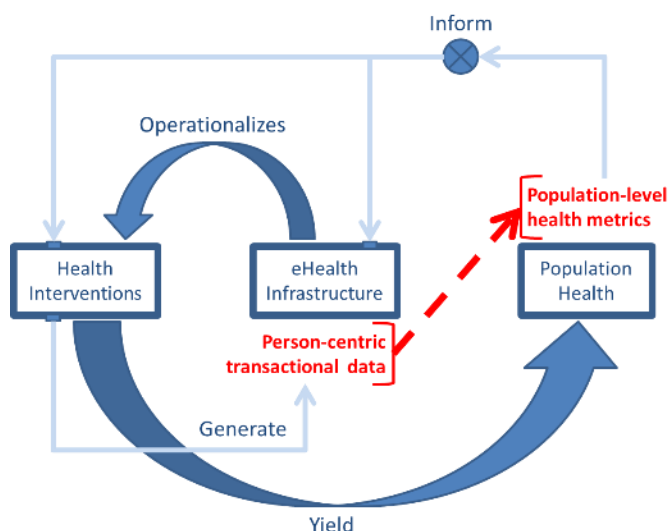 Inform
Operationalizes
Population-level
health metrics
Health
Interventions
eHealth
Infrastructure
Population
Health
Person-centric
transactional data
Generate
Yield